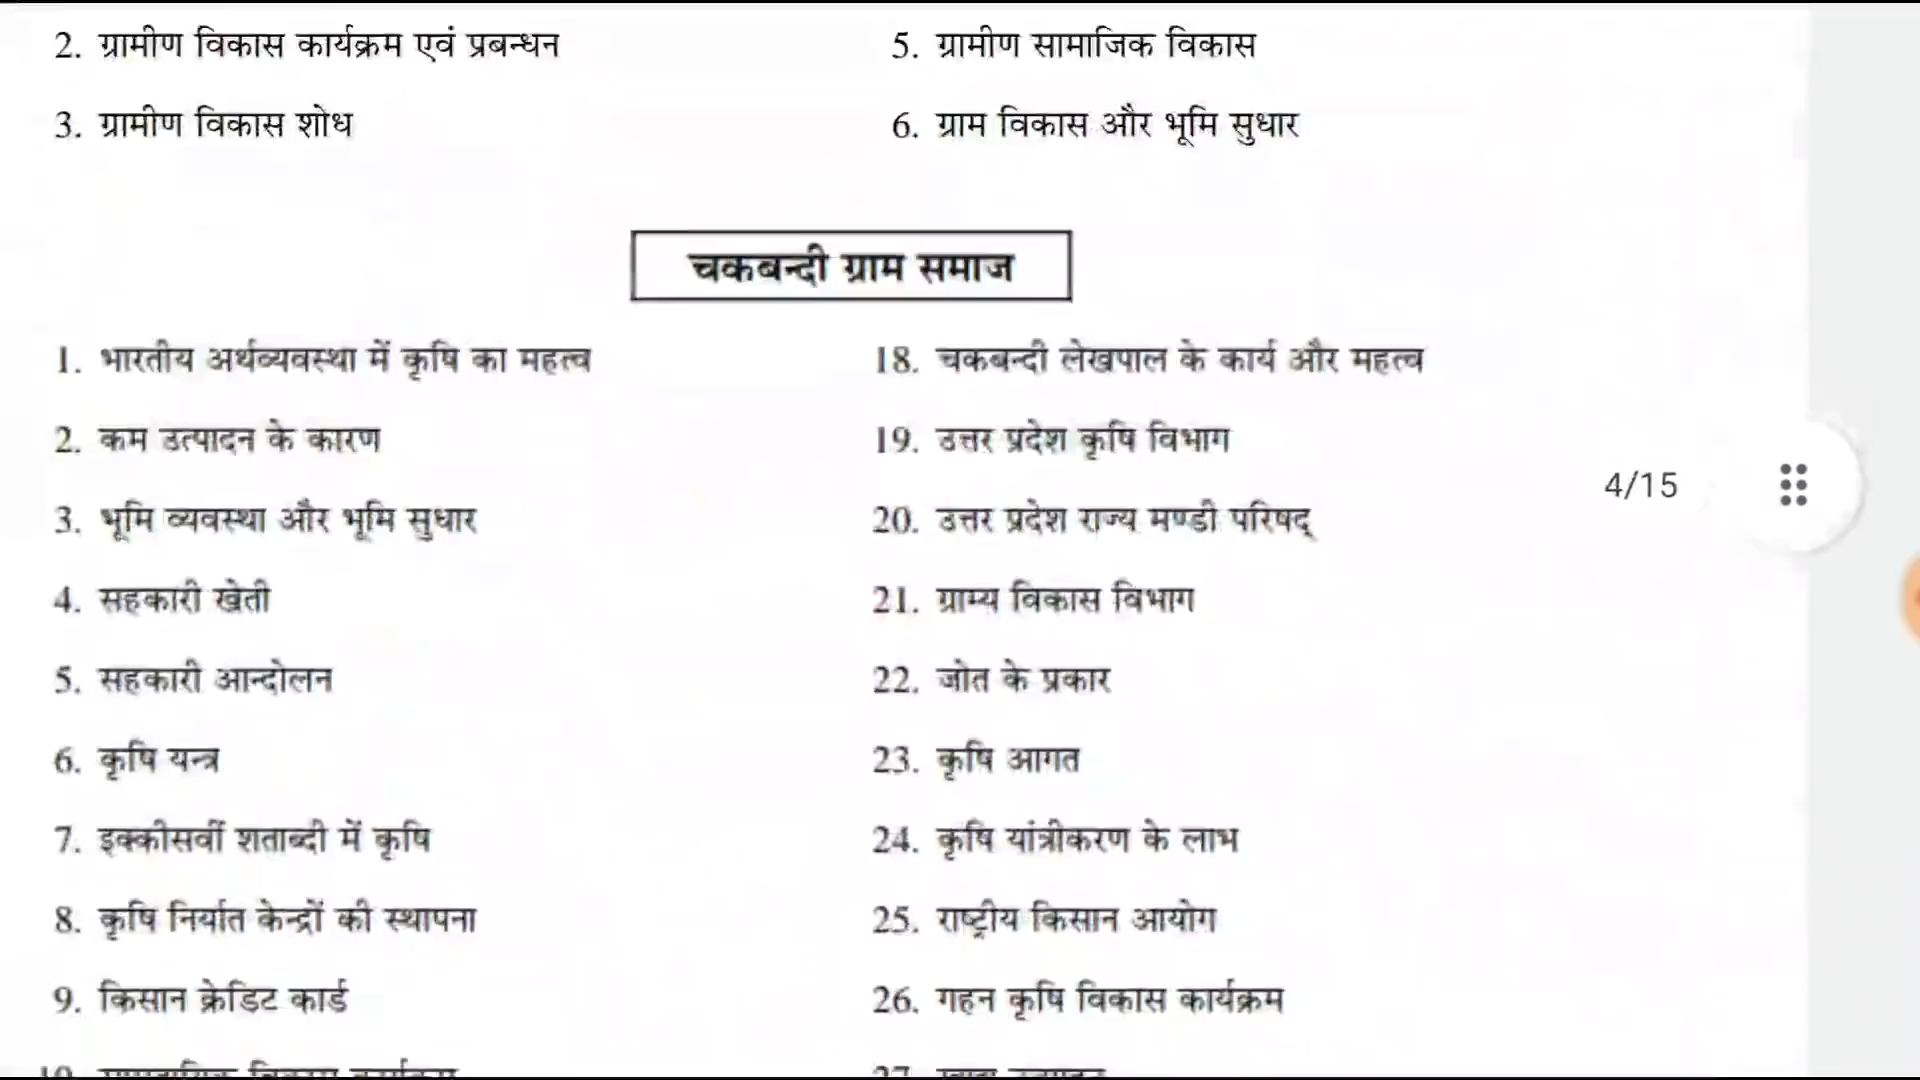 2. ग्रामीण विकास कार्यक्रम एवं प्रबन्धन
3. ग्रामीण विकास शोध
5. ग्रामीण सामाजिक विकास
6. ग्राम विकास और भूमि सुधार
चकबन्दी ग्राम समाज
1. भारतीय अर्थव्यवस्था में कृषि का महत्व
2. कम उत्पादन के कारण
3. भूमि व्यवस्था और भूमि सुधार
4. सहकारी खेती
5. सहकारी आन्दोलन
6. कृषि यन्त्र
7. इक्कीसवीं शताब्दी में कृषि
8. कृषि निर्यात केन्द्रों की स्थापना
9. किसान क्रेडिट कार्ड
18. चकबन्दी लेखपाल के कार्य और महत्व
19. उत्तर प्रदेश कृषि विभाग
20. उत्तर प्रदेश राज्य मण्डी परिषद्
21. ग्राम्य विकास विभाग
22. जोत के प्रकार
23. कृषि आगत
24. कृषि यांत्रीकरण के लाभ
25. राष्ट्रीय किसान आयोग
26. गहन कृषि विकास कार्यक्रम
4/15